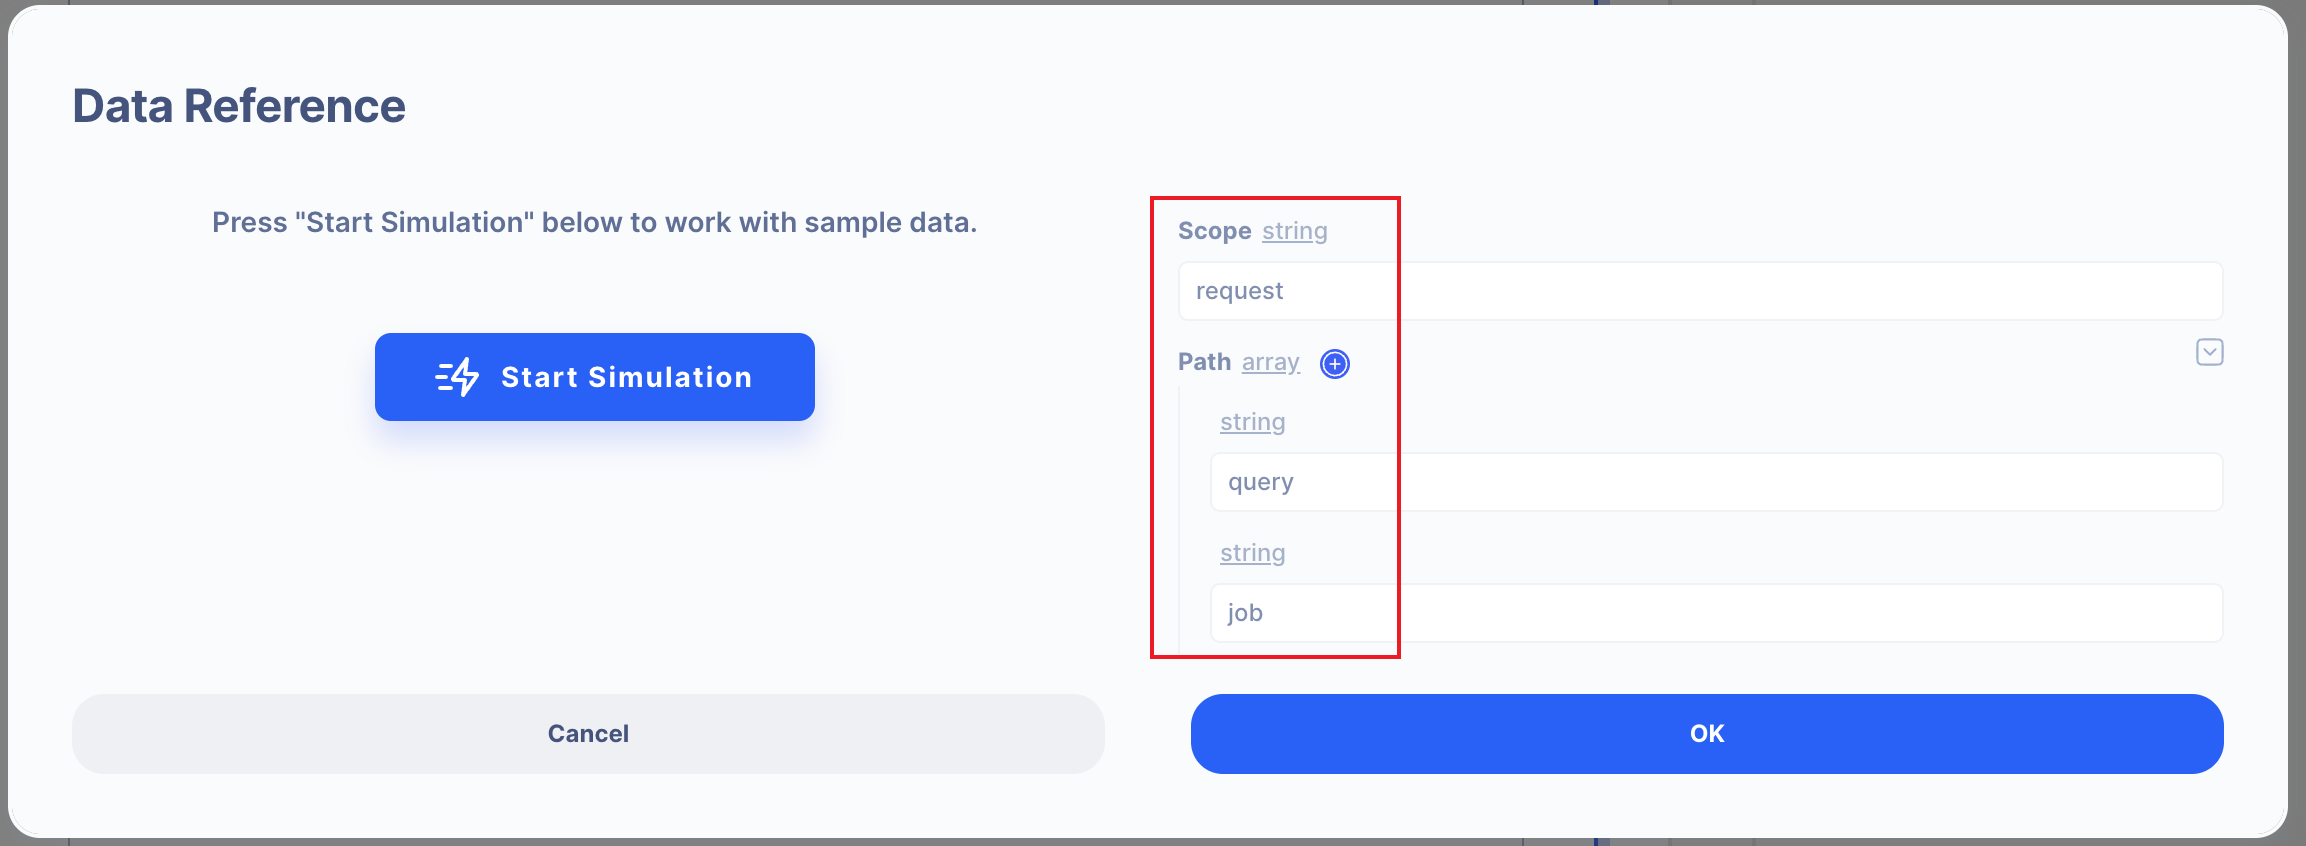 Data Reference
Press "Start Simulation" below to work with sample data.
Start Simulation
Scope string
request
Path array
string
query
string
job
Cancel
OK